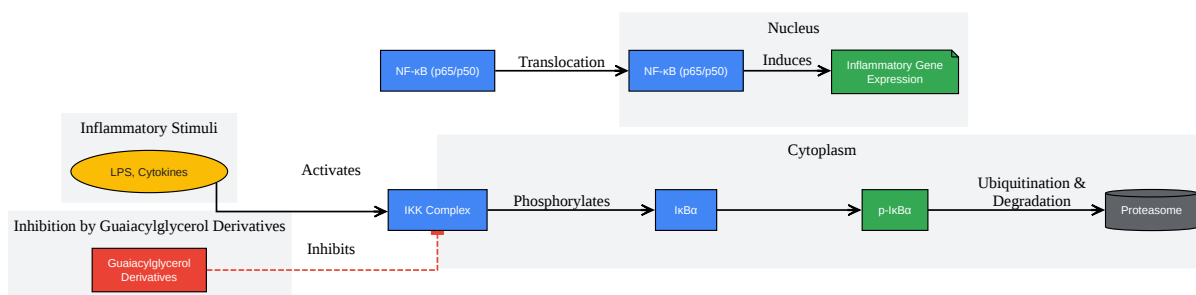 Nucleus
NF-κB (p65/p50)
Translocation
NF-κB (p65/p50)
Induces
Inflammatory Gene
Expression
Inflammatory Stimuli
LPS, Cytokines
Activates
Cytoplasm
IKK Complex
Phosphorylates
IκBα
p-IκBα
Ubiquitination &
Degradation
Proteasome
Inhibition by Guaiacylglycerol Derivatives
Guaiacylglycerol
Derivatives
Inhibits